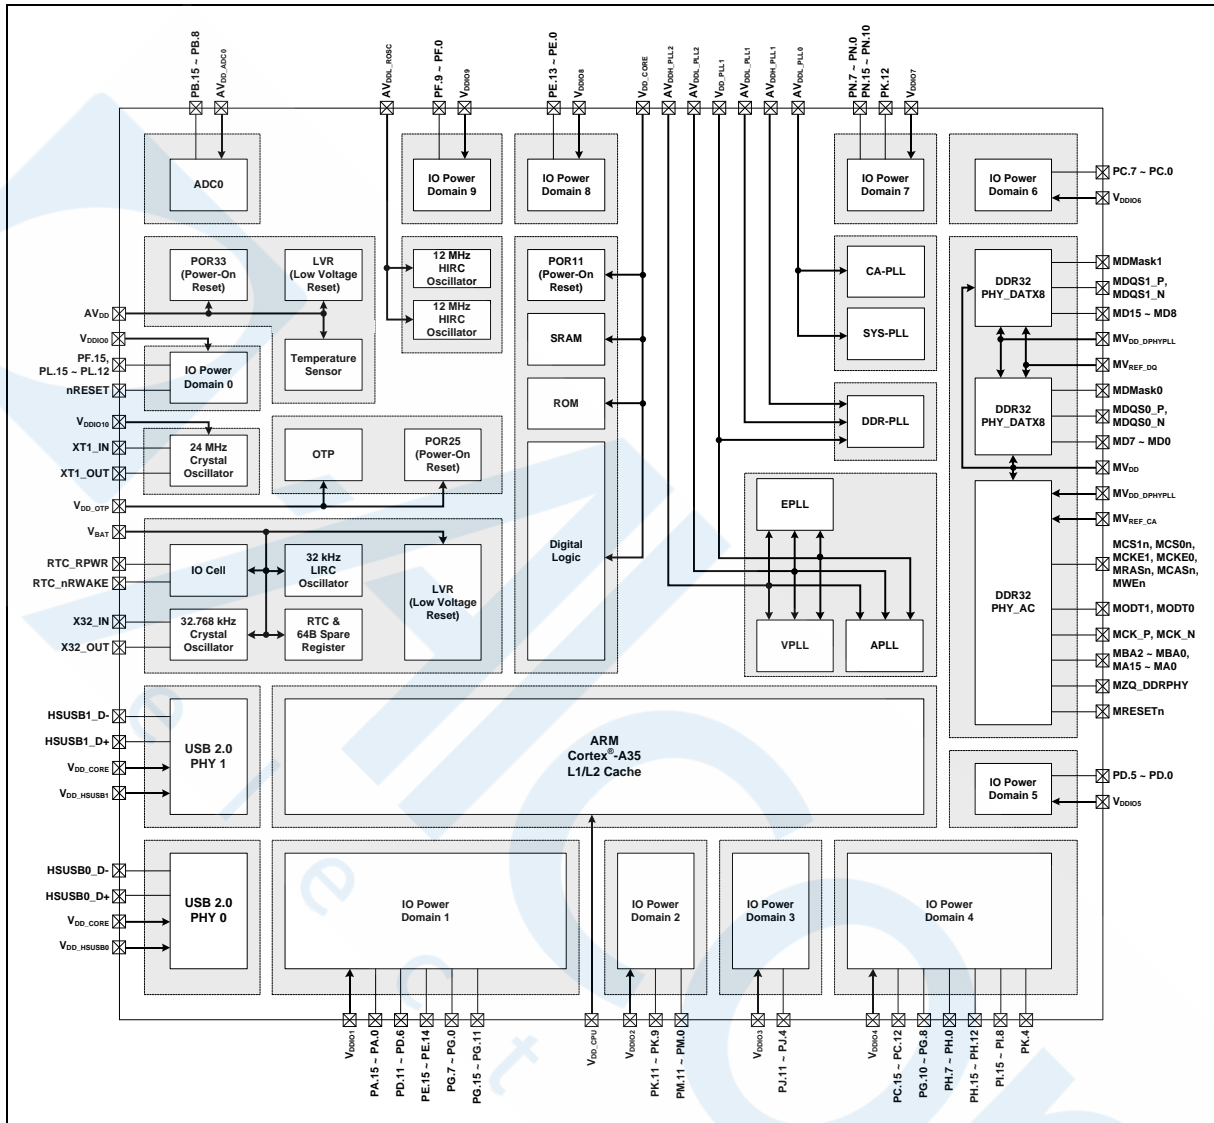 PB.15 ~ PB.8
AVDD_ADC0
AVDDL_ROSC
PF.9 ~ PF.0
VDDIO9
PE.13 ~ PE.0
VDDIO8
VDD_CORE
AVDDH_PLL2
AVDDL_PLL2
VDD_PLL1
AVDDL_PLL1
AVDDH_PLL1
AVDDL_PLL0
PN.7 ~ PN.0
PN.15 ~ PN.10
PK.12
VDDIO7
ADC0
IO Power
Domain 9
IO Power
Domain 8
IO Power
Domain 7
IO Power
Domain 6
PC.7 ~ PC.0
VDDIO6
POR33
(Power-On
Reset)
LVR
(Low Voltage
Reset)
Temperature
Sensor
AVDD
12 MHz
HIRC
Oscillator
12 MHz
HIRC
Oscillator
POR11
(Power-On
Reset)
SRAM
ROM
Digital
Logic
CA-PLL
SYS-PLL
DDR-PLL
EPLL
VPLL
APLL
DDR32
PHY_DATX8
DDR32
PHY_DATX8
DDR32
PHY_AC
MDMask1
MDQS1_P,
MDQS1_N
MD15 ~ MD8
MVDD_DPHYPLL
MVREF_DQ
MDMask0
MDQS0_P,
MDQS0_N
MD7 ~ MD0
MVDD
MVDD_DPHYPLL
MVREF_CA
MCS1n, MCS0n,
MCKE1, MCKE0,
MRASn, MCASn,
MWEn
MODT1, MODT0
MCK_P, MCK_N
MBA2 ~ MBA0,
MA15 ~ MA0
MZQ_DDRPHY
MRESETn
VDDIO0
PF.15,
PL.15 ~ PL.12
nRESET
IO Power
Domain 0
VDDIO10
XT1_IN
XT1_OUT
24 MHz
Crystal
Oscillator
OTP
POR25
(Power-On
Reset)
VDD_OTP
VBAT
RTC_RPWR
RTC_nRWAKE
X32_IN
X32_OUT
IO Cell
32 kHz
LIRC
Oscillator
32.768 kHz
Crystal
Oscillator
RTC &
64B Spare
Register
LVR
(Low Voltage
Reset)
HSUSB1_D-
HSUSB1_D+
VDD_CORE
VDD_HSUSB1
USB 2.0
PHY 1
ARM
Cortex®-A35
L1/L2 Cache
IO Power
Domain 5
PD.5 ~ PD.0
VDDIO5
HSUSB0_D-
HSUSB0_D+
VDD_CORE
VDD_HSUSB0
USB 2.0
PHY 0
IO Power
Domain 1
IO Power
Domain 2
IO Power
Domain 3
IO Power
Domain 4
VDDIO1
PA.15 ~ PA.0
PD.11 ~ PD.6
PE.15 ~ PE.14
PG.7 ~ PG.0
PG.15 ~ PG.11
VDD_CPU
VDDIO2
PK.11 ~ PK.9
PM.11 ~ PM.0
VDDIO3
PJ.11 ~ PJ.4
VDDIO4
PC.15 ~ PC.12
PG.10 ~ PG.8
PH.7 ~ PH.0
PH.15 ~ PH.12
PI.15 ~ PI.8
PK.4